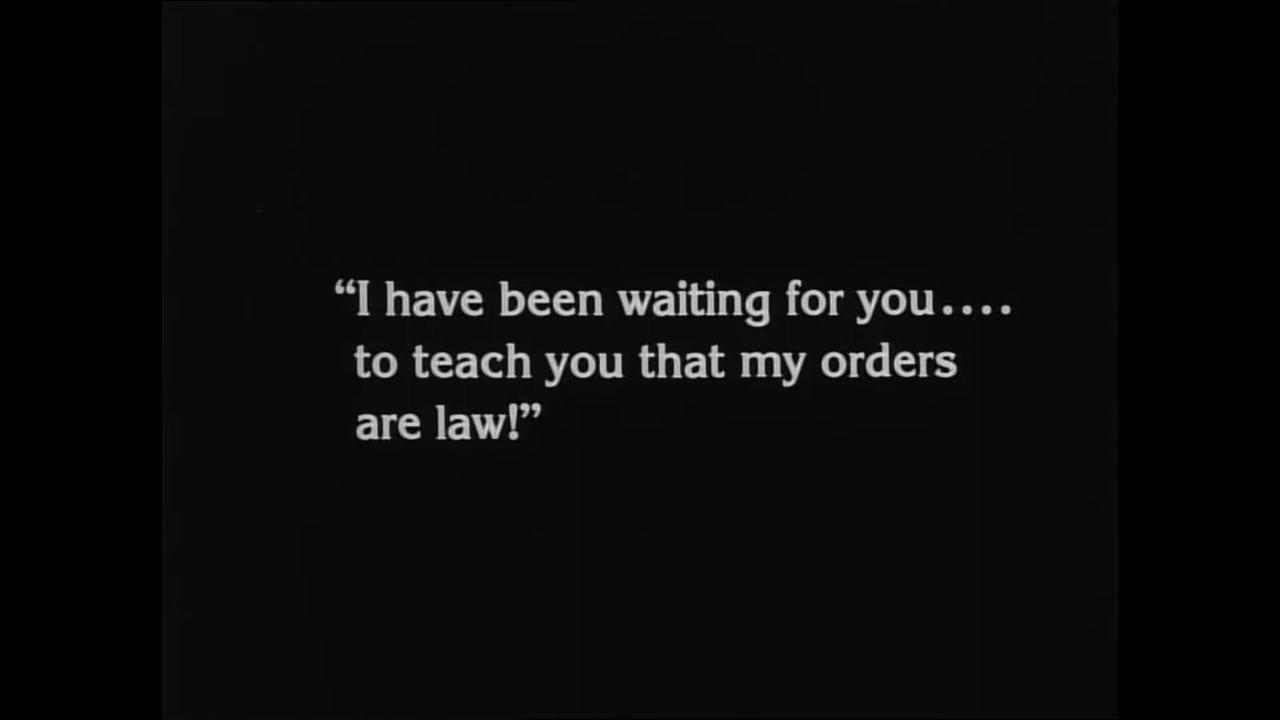 “I have been waiting for you....
to teach you that my orders
are law!”